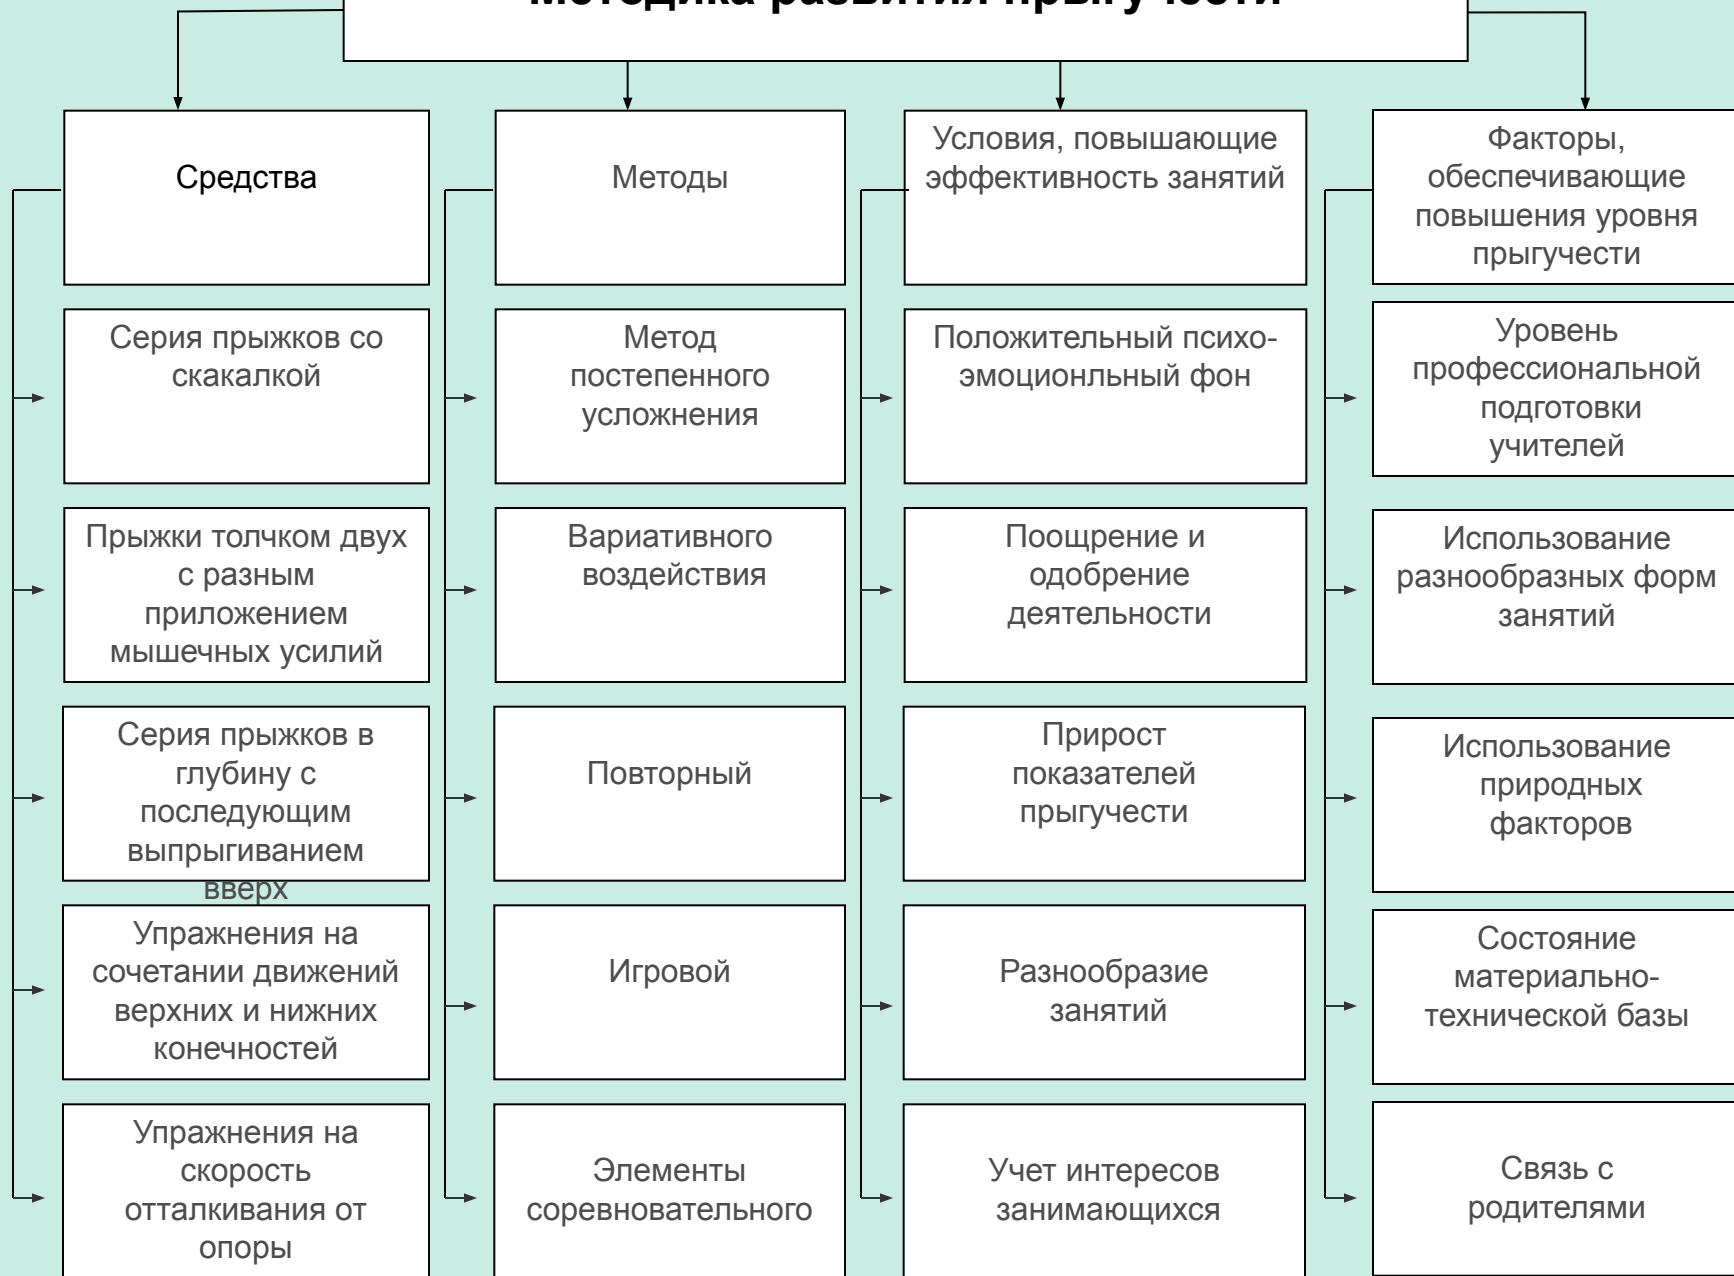 Методика развития прыгучести
Средства
Серия прыжков со
скакалкой
Прыжки толчком двух
с разным
приложением
мышечных усилий
Серия прыжков в
глубину с
последующим
выпрыгиванием
вверх
Упражнения на
сочетании движений
верхних и нижних
конечностей
Упражнения на
скорость
отталкивания от
опоры
Методы
Метод
постепенного
усложнения
Вариативного
воздействия
Повторный
Игровой
Элементы
соревновательного
Условия, повышающие
эффективность занятий
Положительный психо-
эмоционльный фон
Поощрение и
одобрение
деятельности
Прирост
показателей
прыгучести
Разнообразие
занятий
Учет интересов
занимающихся
Факторы,
обеспечивающие
повышения уровня
прыгучести
Уровень
профессиональной
подготовки
учителей
Использование
разнообразных форм
занятий
Использование
природных
факторов
Состояние
материально-
технической базы
Связь с
родителями